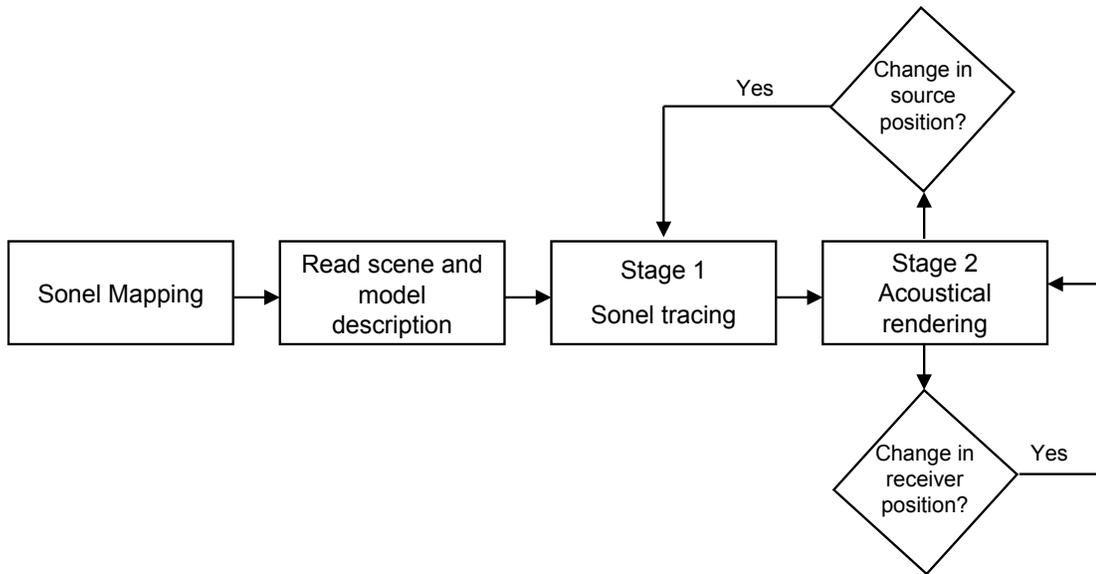 Change in
source
position?
Yes
Sonel Mapping
Read scene and
model
description
Stage 1
Sonel tracing
Stage 2
Acoustical
rendering
Change in
receiver
position?
Yes